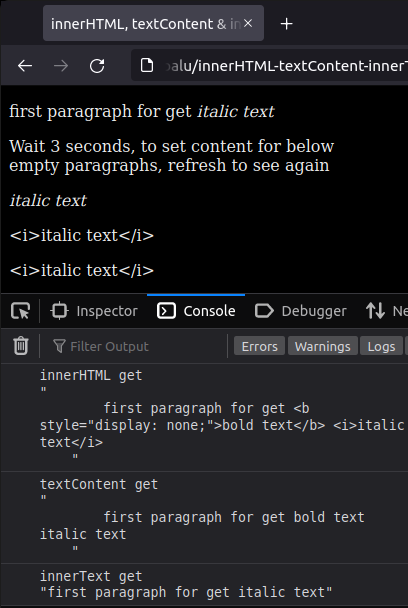 innerHTML, textContent & in
balu/innerHTML-textContent-innerT
first paragraph for get italic text
Wait 3 seconds, to set content for below
empty paragraphs, refresh to see again
italic text
<i>italic text</i>
<i>italic text</i>
Inspector Console Debugger Ne
Filter Output Errors Warnings Logs
innerHTML get
"
first paragraph for get <b
style="display: none;">bold text</b> <i>italic
text</i>
"
textContent get
"
first paragraph for get bold text
italic text
"
innerText get
"first paragraph for get italic text"